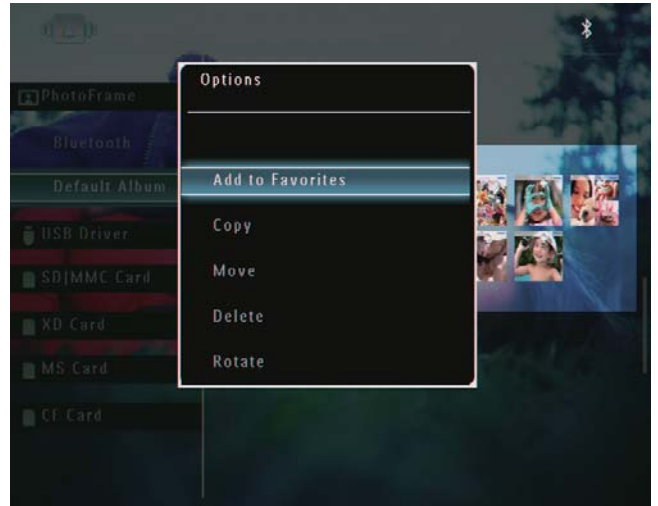 Options
PhotoFrame
Bluetooth
Default Album
USB Driver
SD|MMC Card
XD Card
MS Card
CF Card
Add to Favorites
Copy
Move
Delete
Rotate